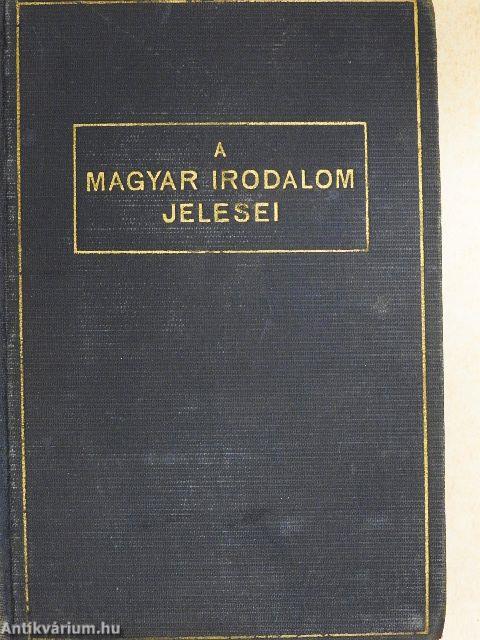 A
MAGYAR IRODALOM
JELESEI
Antikvárium.hu